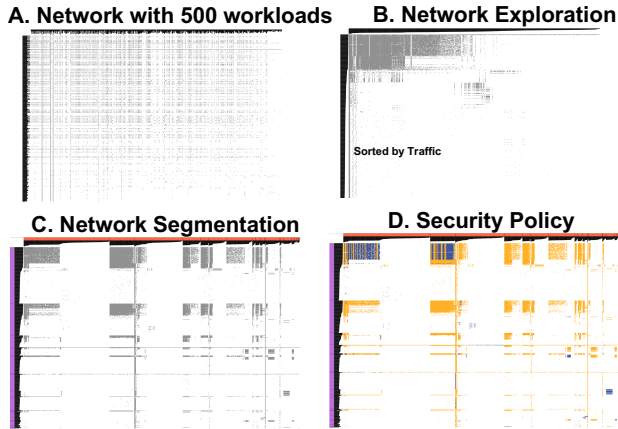 A. Network with 500 workloads
B. Network Exploration
Sorted by Traffic
C. Network Segmentation
D. Security Policy